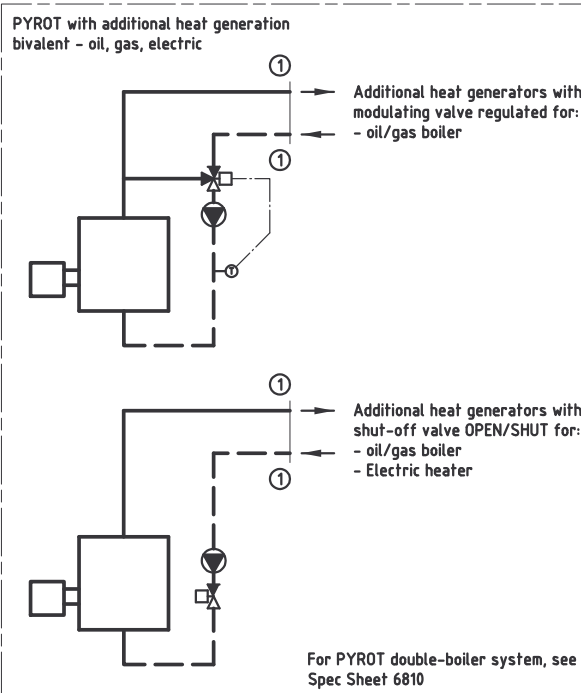 PYROT with additional heat generation
bivalent - oil, gas, electric
1
Additional heat generators with
modulating valve regulated for:
- oil/gas boiler
1
T
1
Additional heat generators with
shut-off valve OPEN/SHUT for:
- oil/gas boiler
- Electric heater
1
For PYROT double-boiler system, see
Spec Sheet 6810